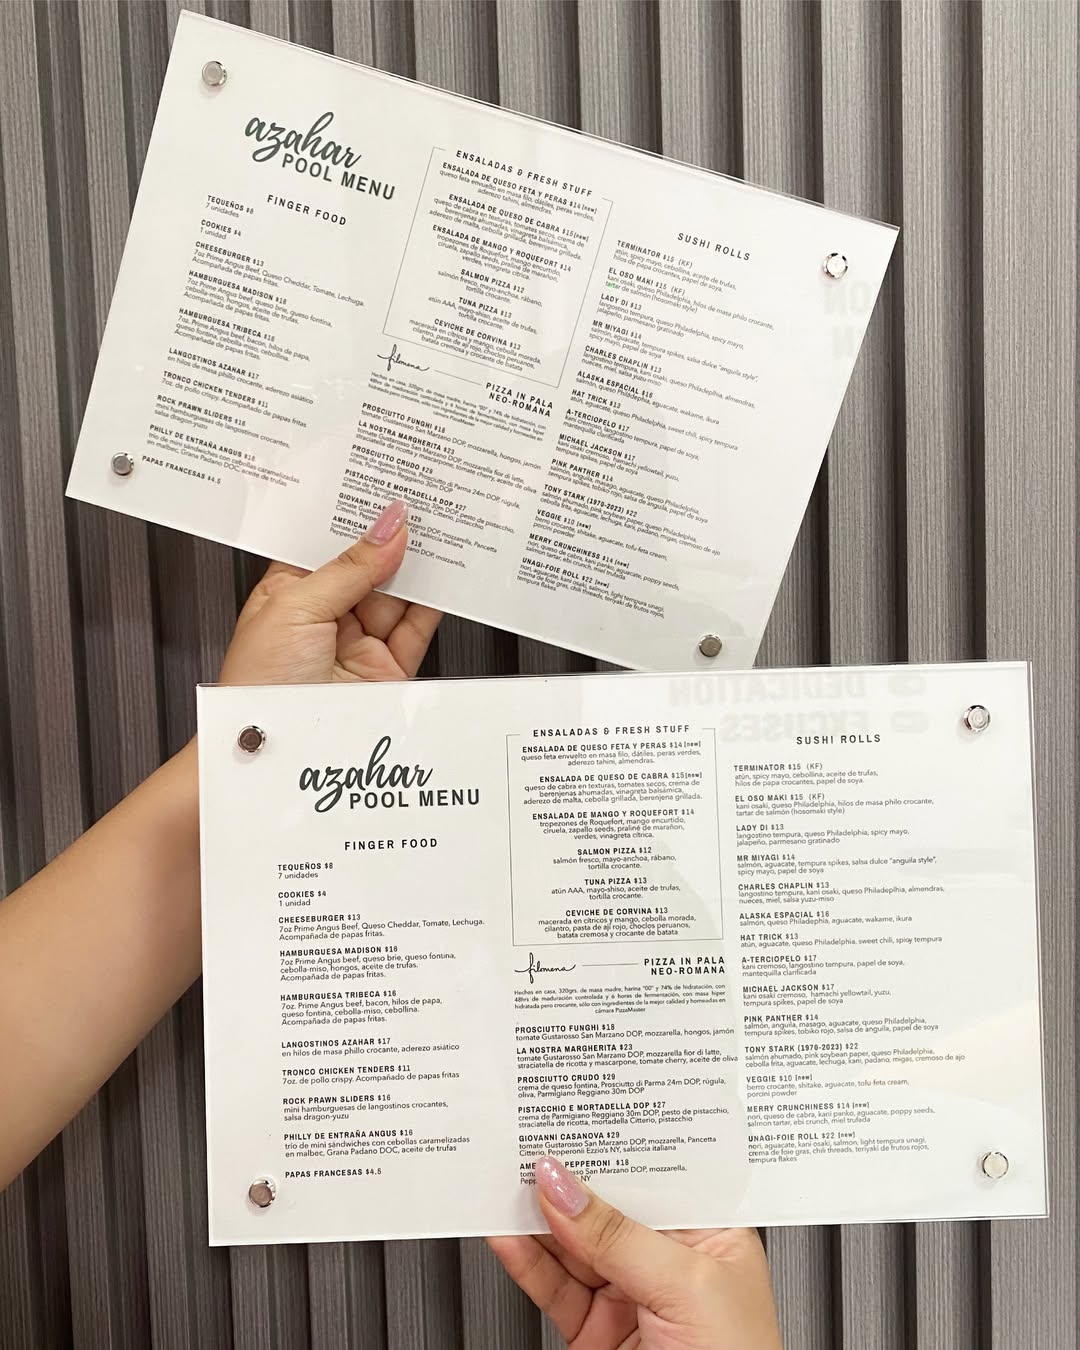 azahar
POOL MENU
FINGER FOOD
TEQUEÑOS $8
7 unidades
COOKIES $4
1 unidad
CHEESEBURGER $13
7oz Prime Angus Beef, Queso Cheddar, Tomate, Lechuga.
Acompañada de papas fritas.
HAMBURGUESA MADISON $16
7oz Prime Angus beef, queso brie, queso fontina,
cebolla-miso, hongos, aceite de trufas.
Acompañada de papas fritas.
HAMBURGUESA TRIBECA $16
7oz. Prime Angus beef, bacon, hilos de papa,
queso fontina, cebolla-miso, cebollina.
Acompañada de papas fritas.
LANGOSTINOS AZAHAR $17
en hilos de masa phillo crocante, aderezo asiático
TRONCO CHICKEN TENDERS $11
7oz. de pollo crispy. Acompañado de papas fritas
ROCK PRAWN SLIDERS $16
mini hamburguesas de langostinos crocantes,
salsa dragon-yuzu
PHILLY DE ENTRAÑA ANGUS $16
trío de mini sándwiches con cebollas caramelizadas
en malbec, Grana Padano DOC, aceite de trufas
PAPAS FRANCESAS $4.5
ENSALADAS & FRESH STUFF
ENSALADA DE QUESO FETA Y PERAS $14 [new]
queso feta envuelto en masa filo, dátiles, peras verdes,
aderezo tahini, almendras.
ENSALADA DE QUESO DE CABRA $15 [new]
queso de cabra en texturas, tomates secos, crema de
berenjenas ahumadas, vinagreta balsámica,
aderezo de malta, cebolla grillada, berenjena grillada.
ENSALADA DE MANGO Y ROQUEFORT $14
tropezones de Roquefort, mango encurtido,
ciruela, zapallo seeds, praliné de marañon,
verdes, vinagreta cítrica.
SALMON PIZZA $12
salmón fresco, mayo-anchoa, rábano,
tortilla crocante.
TUNA PIZZA $13
atún AAA, mayo-shiso, aceite de trufas,
tortilla crocante.
CEVICHE DE CORVINA $13
macerada en cítricos y mango, cebolla morada,
cilantro, pasta de ají rojo, choclos peruanos,
batata cremosa y crocante de batata
filomena
PIZZA IN PALA
NEO-ROMANA
Hechas en casa, 320grs. de masa madre, harina "00" y 74% de hidratación, con
48hrs de maduración controlada y 6 horas de fermentación, con masa hiper
hidratada pero crocante, sólo con ingredientes de la mejor calidad y horneadas en
cámara PizzaMaster
PROSCIUTTO FUNGHI $18
tomate Gustarosso San Marzano DOP, mozzarella, hongos, jamón
LA NOSTRA MARGHERITA $23
tomate Gustarosso San Marzano DOP, mozzarella fior di latte,
straciatella de ricotta y mascarpone, tomate cherry, aceite de oliva
PROSCIUTTO CRUDO $29
crema de queso fontina, Prosciutto di Parma 24m DOP, rúgula,
oliva, Parmigiano Reggiano 30m DOP
PISTACCHIO E MORTADELLA DOP $27
crema de Parmigiano Reggiano 30m DOP, pesto de pistacchio,
straciatella de ricotta, mortadella Citterio, pistacchio
GIOVANNI CASANOVA $29
tomate Gustarosso San Marzano DOP, mozzarella, Pancetta
Citterio, Pepperonii Ezzio's NY, salsiccia italiana
AMERICAN PEPPERONI $18
San Marzano DOP, mozzarella,
NY
SUSHI ROLLS
TERMINATOR $15 (KF)
atún, spicy mayo, cebollina, aceite de trufas,
hilos de papa crocantes, papel de soya.
EL OSO MAKI $15 (KF)
kani osaki, queso Philadelphia, hilos de masa philo crocante,
tartar de salmón (hosomaki style)
LADY DI $13
langostino tempura, queso Philadelphia, spicy mayo,
jalapeño, parmesano gratinado
MR MIYAGI $14
salmón, aguacate, tempura spikes, salsa dulce "anguila style",
spicy mayo, papel de soya
CHARLES CHAPLIN $13
langostino tempura, kani osaki, queso Philadeplhia, almendras,
nueces, miel, salsa yuzu-miso
ALASKA ESPACIAL $16
salmón, queso Philadelphia, aguacate, wakame, ikura
HAT TRICK $13
atún, aguacate, queso Philadelphia, sweet chili, spicy tempura
A-TERCIOPELO $17
kani cremoso, langostino tempura, papel de soya,
mantequilla clarificada
MICHAEL JACKSON $17
kani osaki cremoso, hamachi yellowtail, yuzu,
tempura spikes, papel de soya
PINK PANTHER $14
salmón, anguila, masago, aguacate, queso Philadelphia,
tempura spikes, tobiko rojo, salsa de anguila, papel de soya
TONY STARK (1970-2023) $22
salmón ahumado, pink soybean paper, queso Philadelphia,
cebolla frita, aguacate, lechuga, kani, padano, migas, cremoso de ajo
VEGGIE $10 [new]
berro crocante, shitake, aguacate, tofu feta cream,
porcini powder
MERRY CRUNCHINESS $14 [new]
nori, queso de cabra, kani panko, aguacate, poppy seeds,
salmon tartar, ebi crunch, miel trufada
UNAGI-FOIE ROLL $22 [new]
nori, aguacate, kani osaki, salmon, light tempura unagi,
crema de foie gras, chili threads, teriyaki de frutos rojos,
tempura flakes